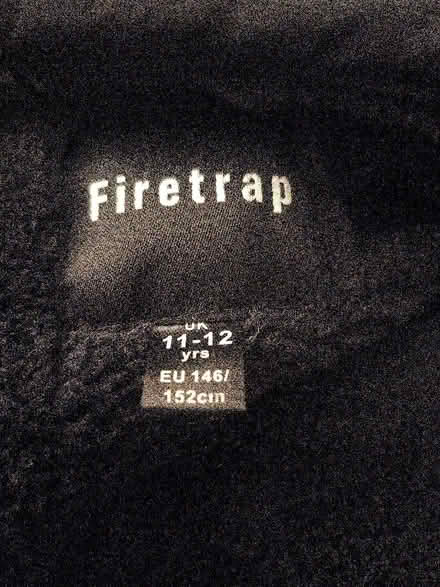 Firetrap
UK
11-12
yrs
EU 146/
152cm